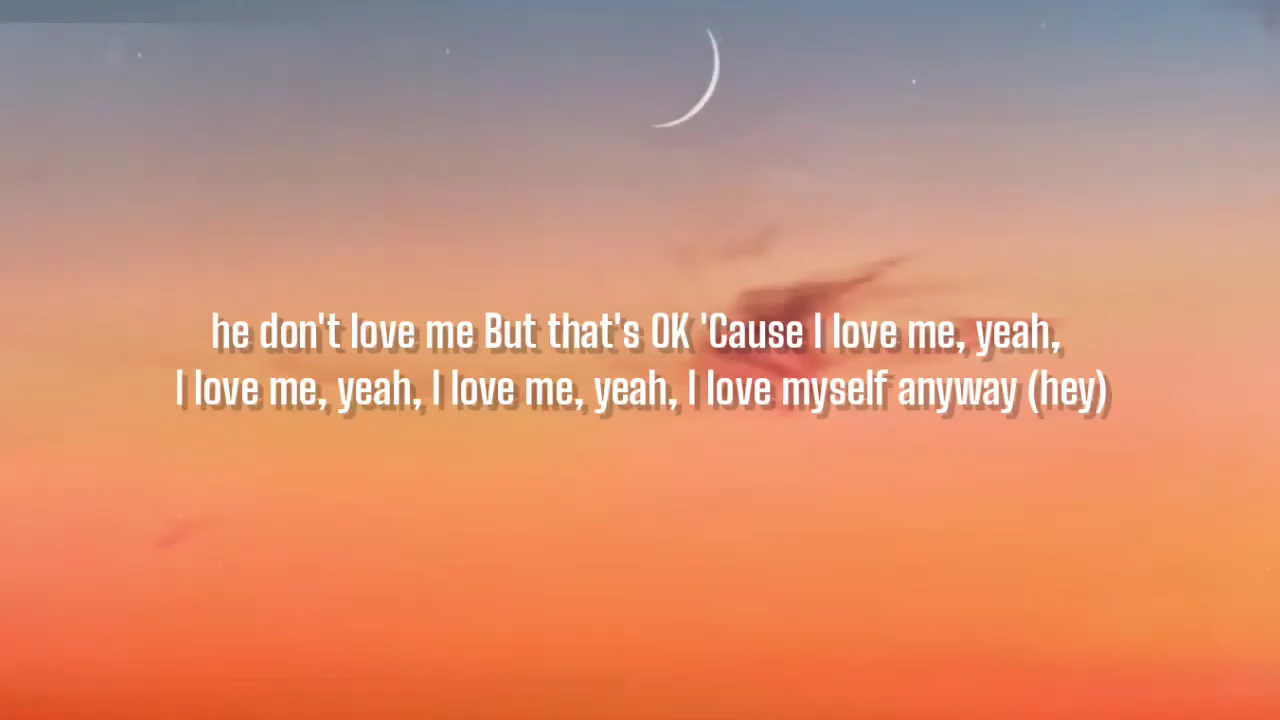 he don't love me But that's OK 'Cause I love me, yeah,
I love me, yeah, I love me, yeah, I love myself anyway (hey)